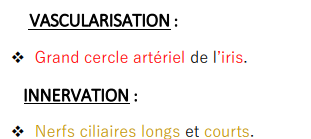 VASCULARISATION :
❖ Grand cercle artériel de l’iris.
INNERVATION :
❖ Nerfs ciliaires longs et courts.